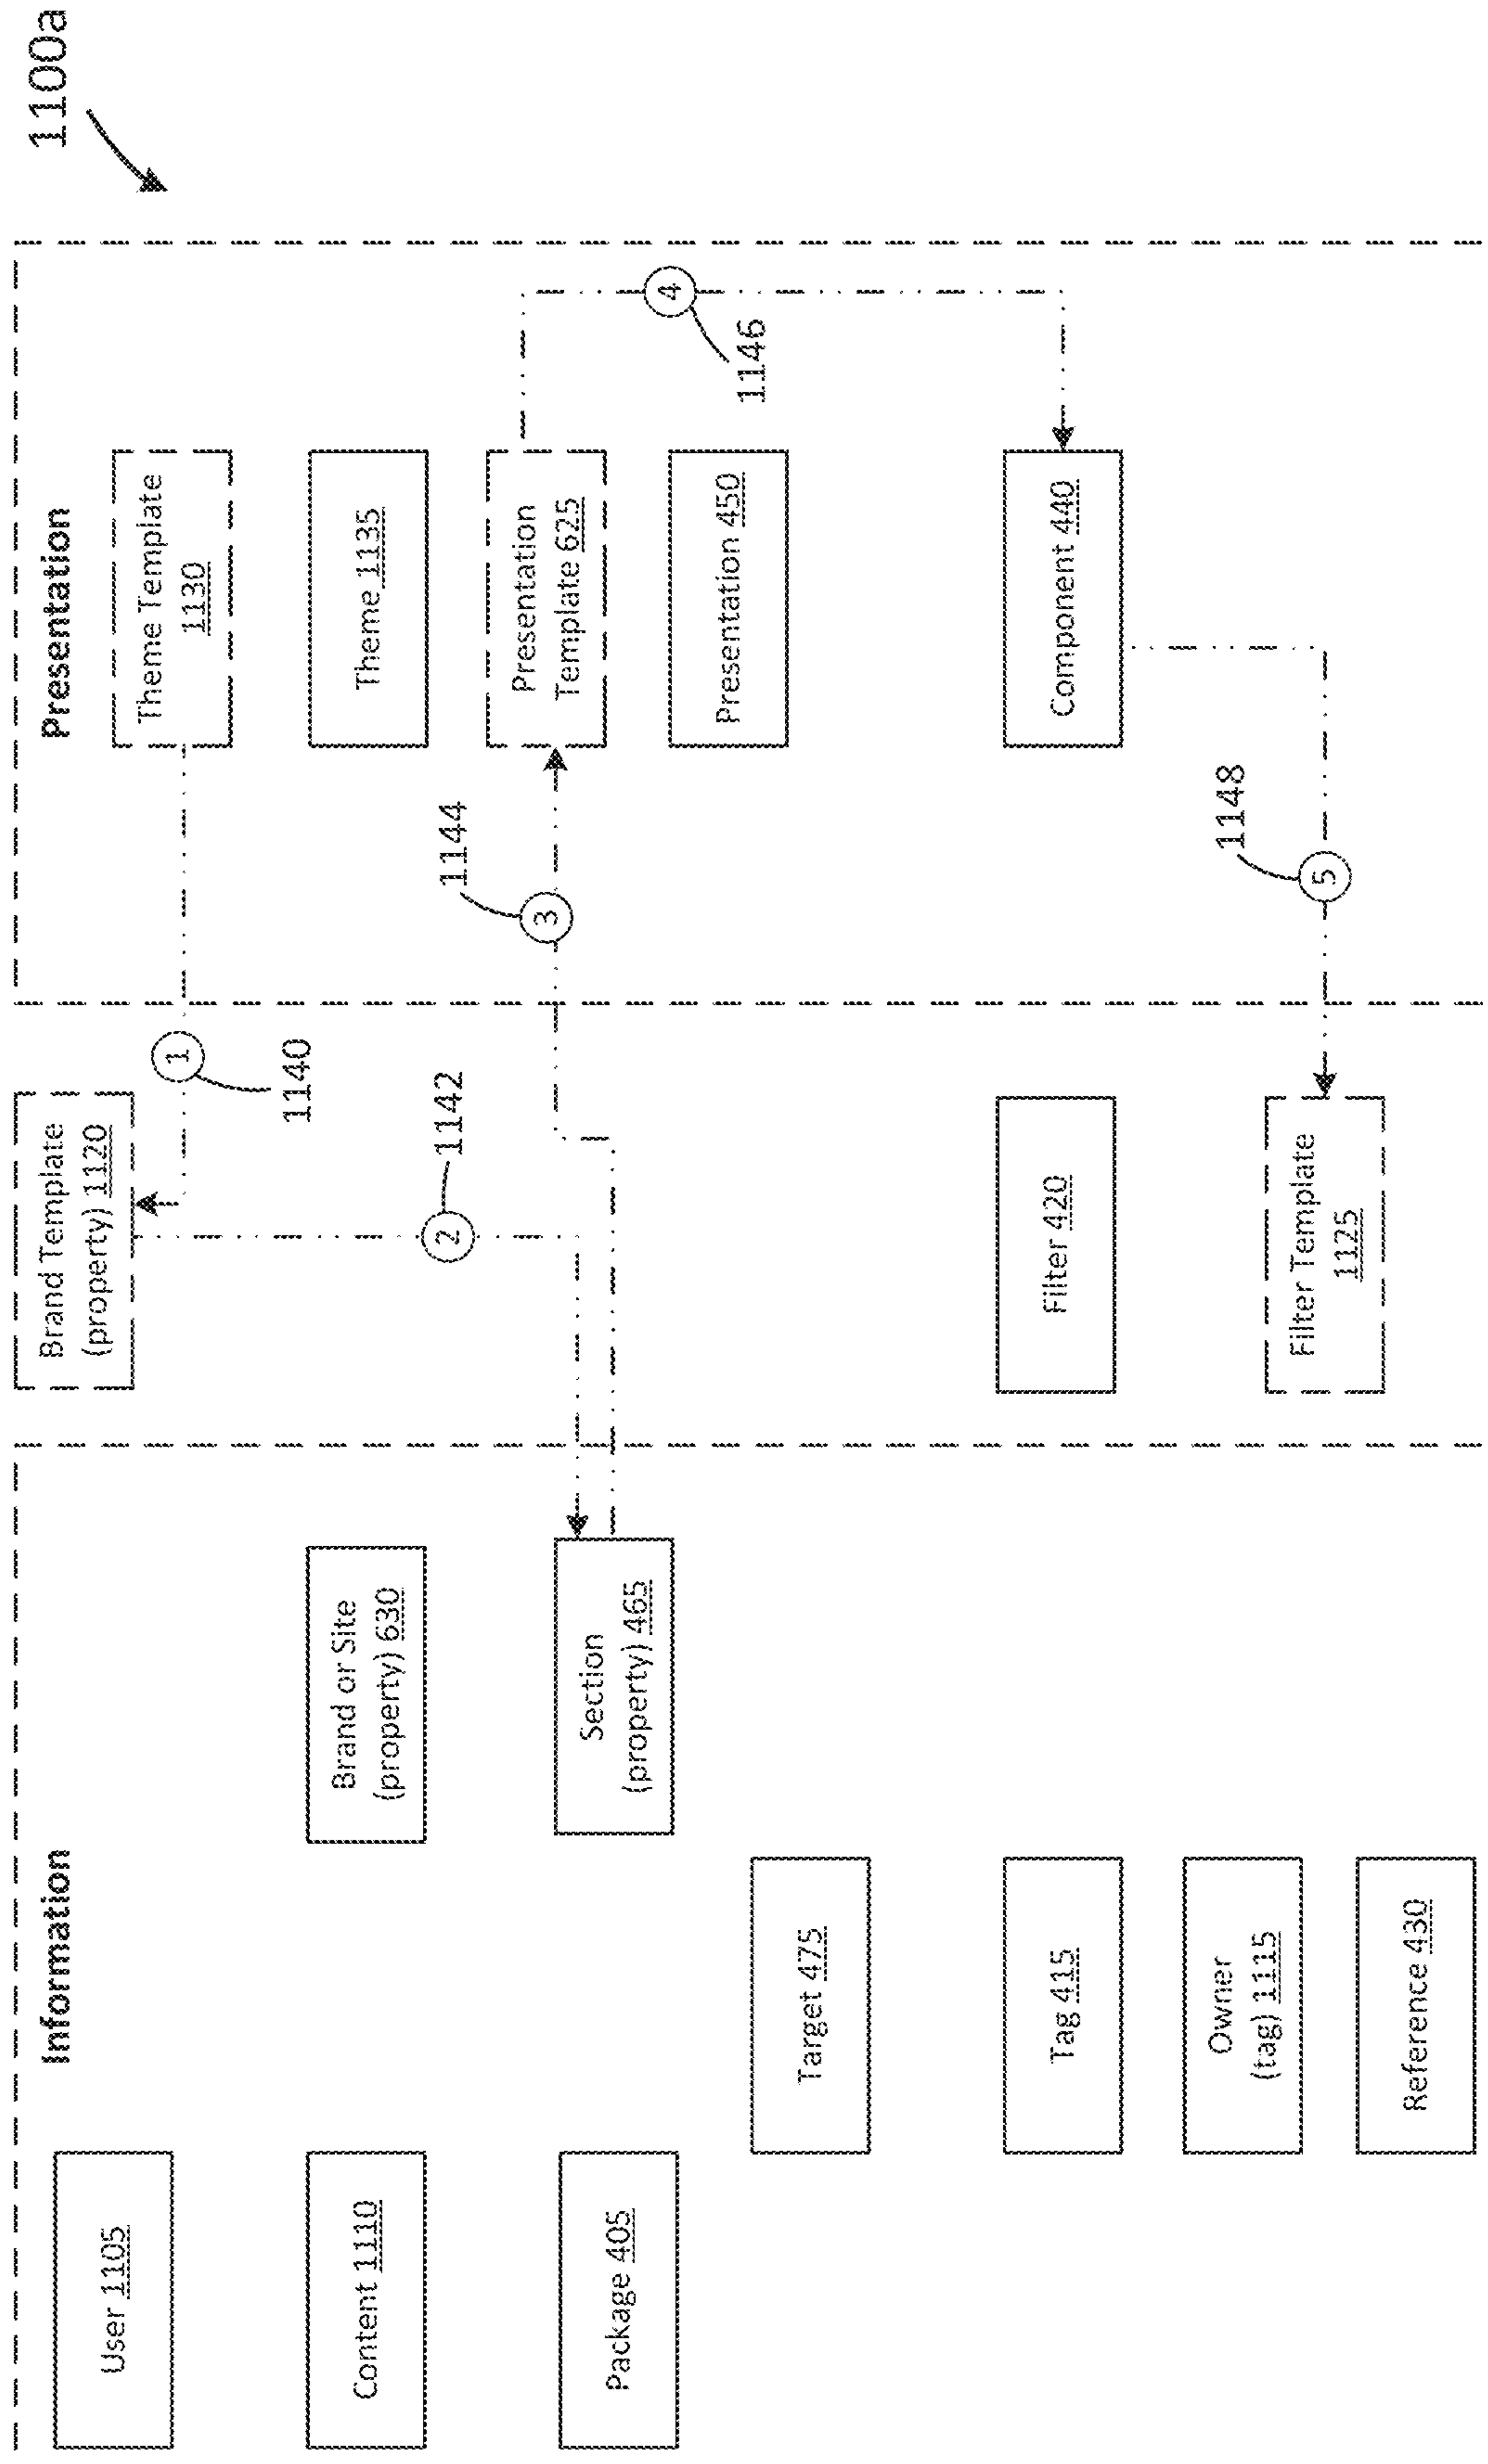 1100a
Information
Presentation
User 1105
Content 1110
Package 405
Target 475
Tag 415
Owner
(tag) 1115
Reference 430
Brand or Site
(property) 630
Section
(property) 465
Brand Template
(property) 1120
1
1140
2
1142
Filter 420
Filter Template
1125
Theme Template
1130
Theme 1135
Presentation
Template 625
Presentation 450
Component 440
3
1144
4
1146
5
1148